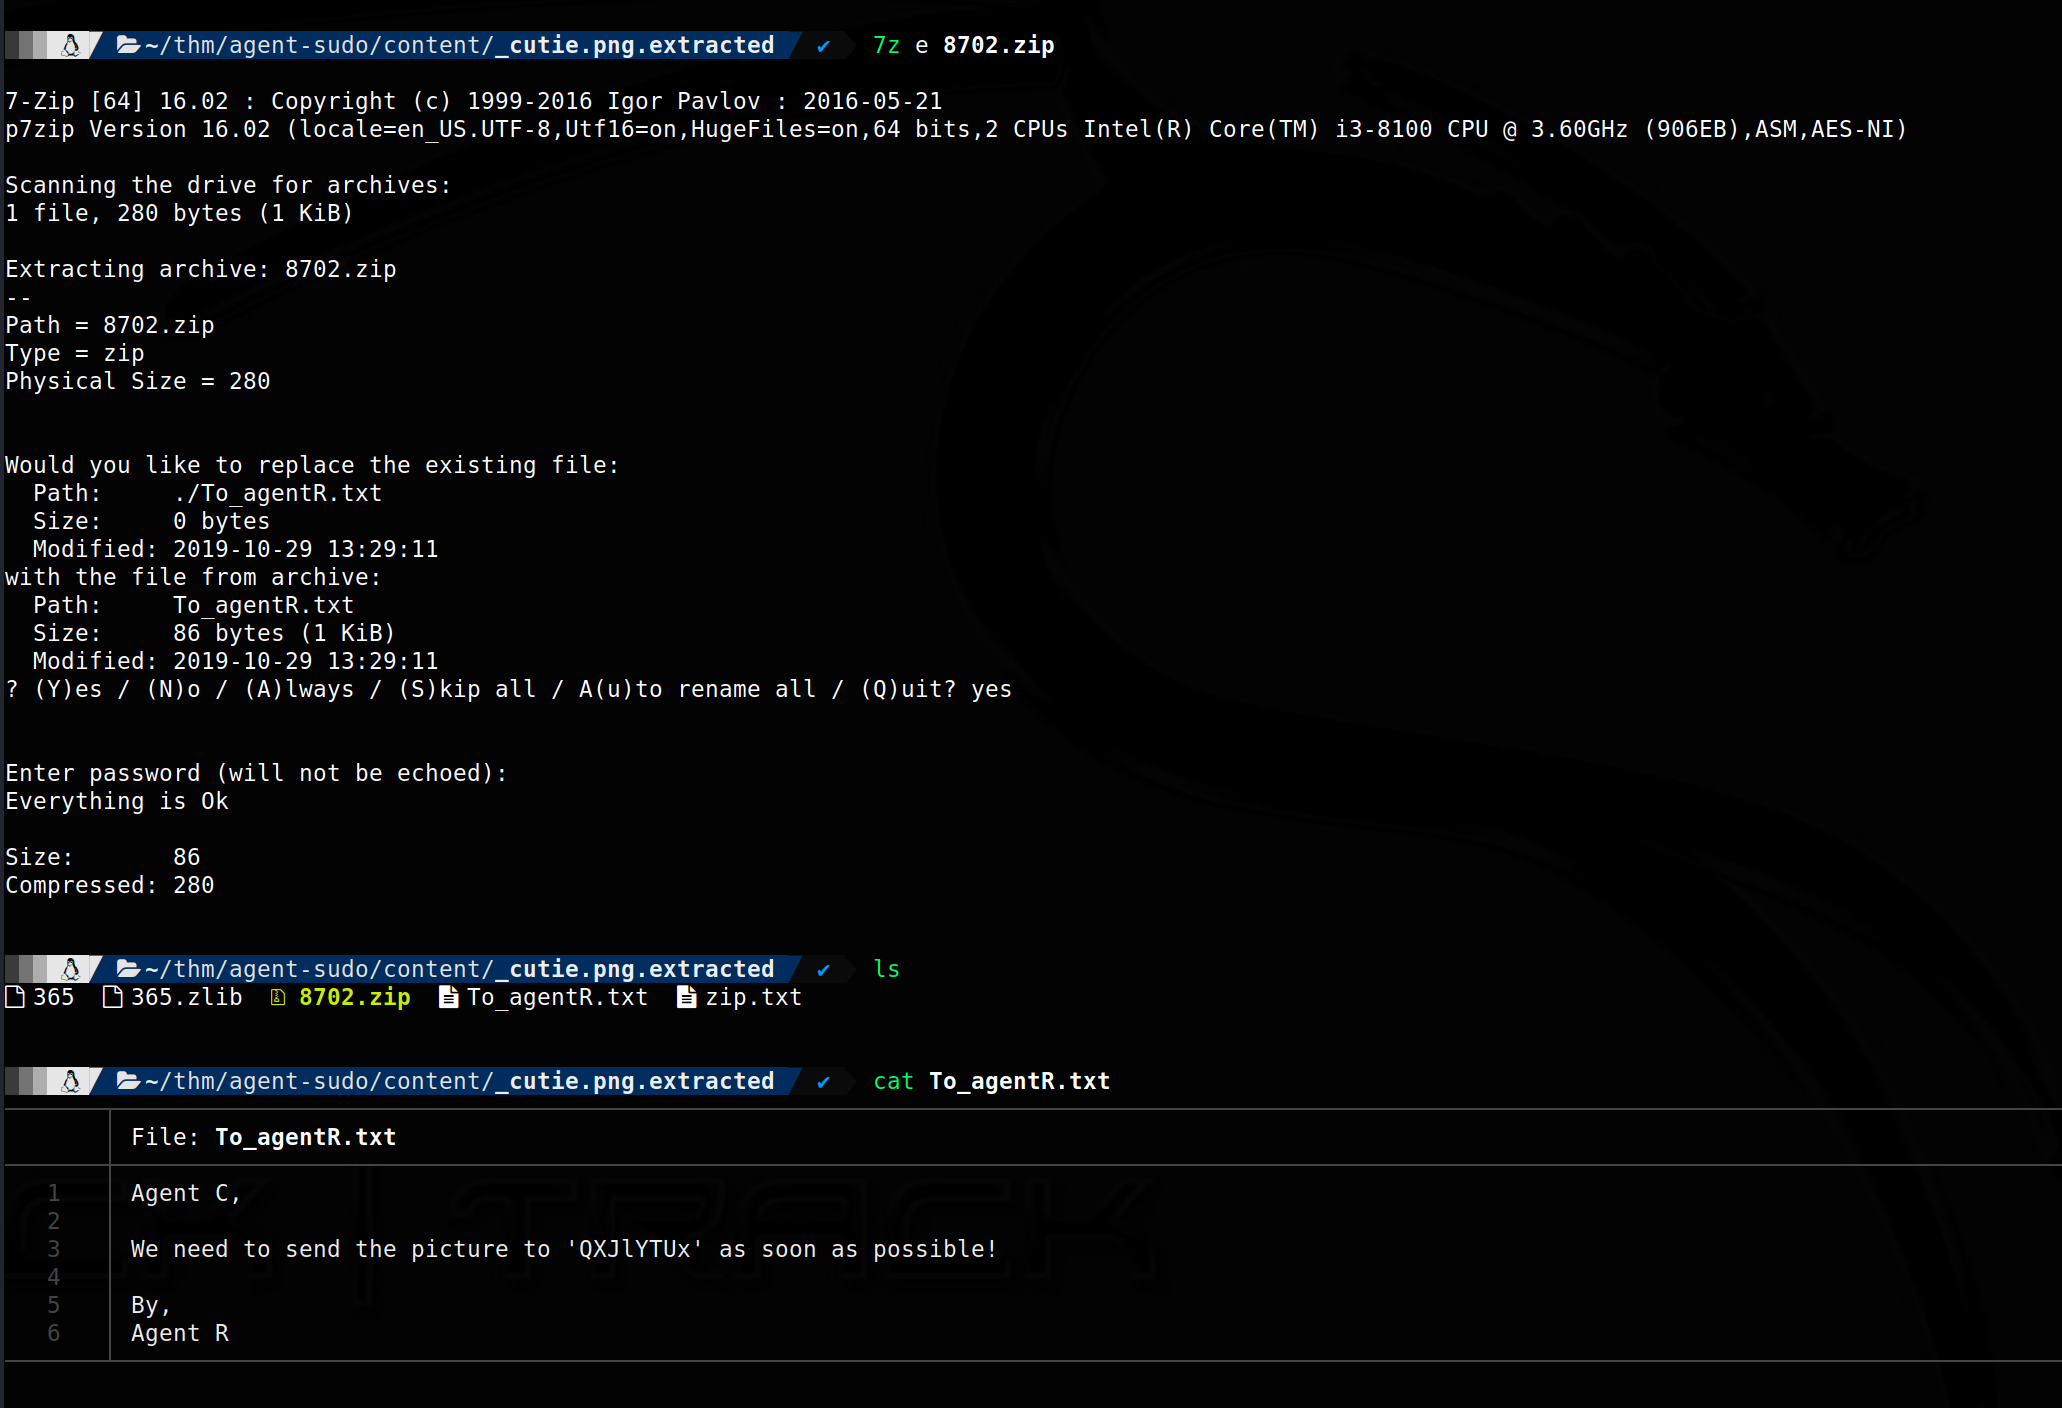 ~/thm/agent-sudo/content/_cutie.png.extracted ✔ 7z e 8702.zip
7-Zip [64] 16.02 : Copyright (c) 1999-2016 Igor Pavlov : 2016-05-21
p7zip Version 16.02 (locale=en_US.UTF-8,Utf16=on,HugeFiles=on,64 bits,2 CPUs Intel(R) Core(TM) i3-8100 CPU @ 3.60GHz (906EB),ASM,AES-NI)
Scanning the drive for archives:
1 file, 280 bytes (1 KiB)
Extracting archive: 8702.zip
--
Path = 8702.zip
Type = zip
Physical Size = 280
Would you like to replace the existing file:
  Path:     ./To_agentR.txt
  Size:     0 bytes
  Modified: 2019-10-29 13:29:11
with the file from archive:
  Path:     To_agentR.txt
  Size:     86 bytes (1 KiB)
  Modified: 2019-10-29 13:29:11
? (Y)es / (N)o / (A)lways / (S)kip all / A(u)to rename all / (Q)uit? yes
Enter password (will not be echoed):
Everything is Ok
Size:       86
Compressed: 280
~/thm/agent-sudo/content/_cutie.png.extracted ✔ ls
365 365.zlib 8702.zip To_agentR.txt zip.txt
~/thm/agent-sudo/content/_cutie.png.extracted ✔ cat To_agentR.txt
File: To_agentR.txt
1 Agent C,
2
3 We need to send the picture to 'QXJlYTUx' as soon as possible!
4
5 By,
6 Agent R